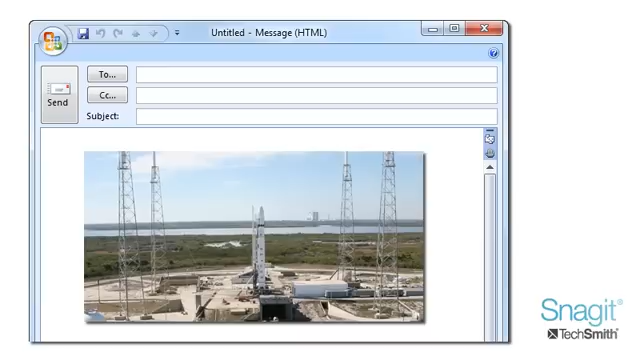 Untitled - Message (HTML)
To...
Cc...
Send
Subject:
Snagit®
TechSmith®